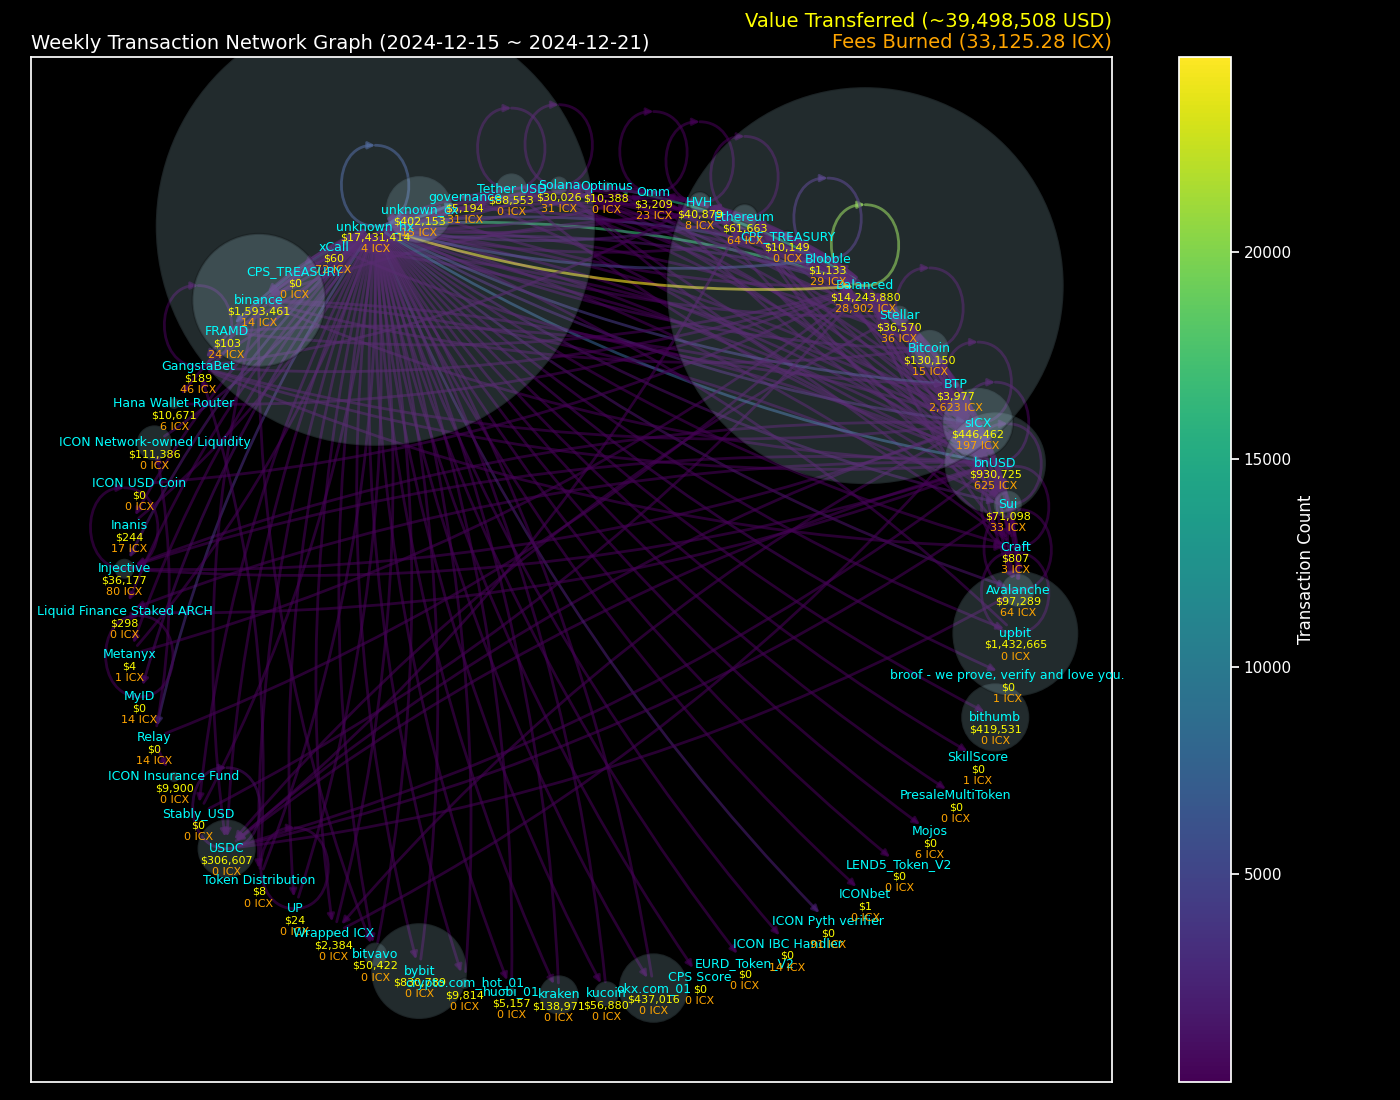 Value Transferred (~39,498,508 USD)
Weekly Transaction Network Graph (2024-12-15 ~ 2024-12-21)
Fees Burned (33,125.28 ICX)
governance
$5,194
31 ICX
Tether USD
$88,553
0 ICX
Solana
$30,026
31 ICX
Optimus
$10,388
0 ICX
Omm
$3,209
23 ICX
HVH
$40,879
8 ICX
Ethereum
$61,663
64 ICX
CPF_TREASURY
$10,149
0 ICX
Blobble
$1,133
29 ICX
Balanced
$14,243,880
28,902 ICX
Stellar
$36,570
36 ICX
Bitcoin
$130,150
15 ICX
BTP
$3,977
2,623 ICX
sICX
$446,462
197 ICX
bnUSD
$930,725
625 ICX
Sui
$71,098
33 ICX
Craft
$807
3 ICX
Avalanche
$97,289
64 ICX
upbit
$1,432,665
0 ICX
broof - we prove, verify and love you.
$0
1 ICX
bithumb
$419,531
0 ICX
SkillScore
$0
1 ICX
PresaleMultiToken
$0
0 ICX
Mojos
$0
6 ICX
LEND5_Token_V2
$0
0 ICX
ICONbet
$1
0 ICX
ICON Pyth verifier
$0
ICX
ICON IBC Handler
$0
14 ICX
EURD_Token_V1
$0
0 ICX
CPS Score
$0
0 ICX
okx.com_01
$437,016
0 ICX
kucoin
$56,880
0 ICX
kraken
$138,971
0 ICX
huobi_01
$5,157
0 ICX
crypto.com_hot_01
$9,814
0 ICX
bybit
$830,789
0 ICX
bitvavo
$50,422
0 ICX
Wrapped ICX
$2,384
0 ICX
UP
$24
0 ICX
Token Distribution
$8
0 ICX
USDC
$306,607
0 ICX
Stably_USD
$0
0 ICX
ICON Insurance Fund
$9,900
0 ICX
Relay
$0
14 ICX
MyID
$0
14 ICX
Metanyx
$4
1 ICX
Liquid Finance Staked ARCH
$298
0 ICX
Injective
$36,177
80 ICX
Inanis
$244
17 ICX
ICON USD Coin
$0
0 ICX
ICON Network-owned Liquidity
$111,386
0 ICX
Hana Wallet Router
$10,671
6 ICX
GangstaBet
$189
46 ICX
FRAMD
$103
24 ICX
binance
$1,593,461
14 ICX
CPS_TREASURY
$0
0 ICX
xCall
$60
ICX
unknown
$17,431,414
4 ICX
unknown
$402,153
ICX
20000
15000
10000
5000
Transaction Count